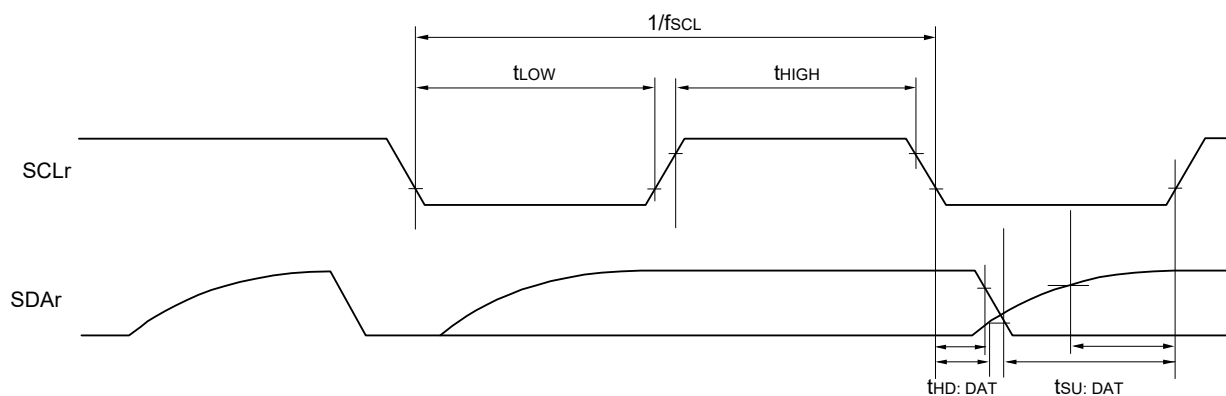 1/fSCL
tLOW
tHIGH
SCLr
SDAr
tHD: DAT
tSU: DAT